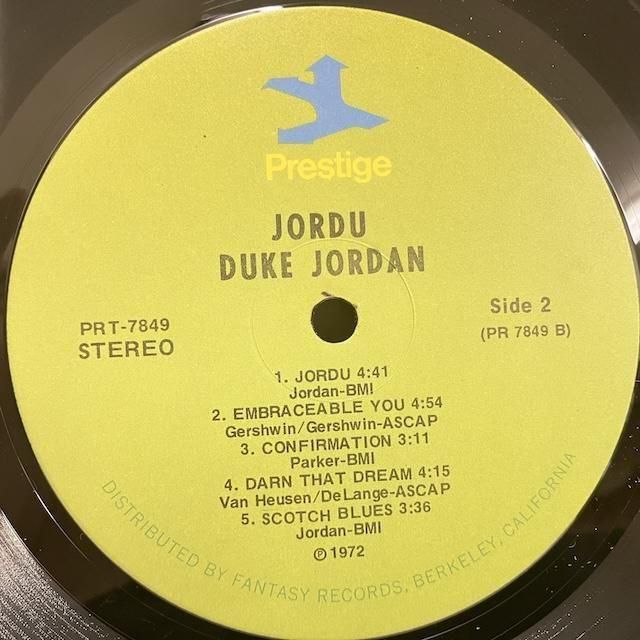 Prestige
JORDU
DUKE JORDAN
PRT-7849
STEREO
Side 2
(PR 7849 B)
1. JORDU 4:41
Jordan-BMI
2. EMBRACEABLE YOU 4:54
Gershwin/Gershwin-ASCAP
3. CONFIRMATION 3:11
Parker-BMI
4. DARN THAT DREAM 4:15
Van Heusen/DeLange-ASCAP
5. SCOTCH BLUES 3:36
Jordan-BMI
℗ 1972
DISTRIBUTED BY FANTASY RECORDS, BERKELEY, CALIFORNIA